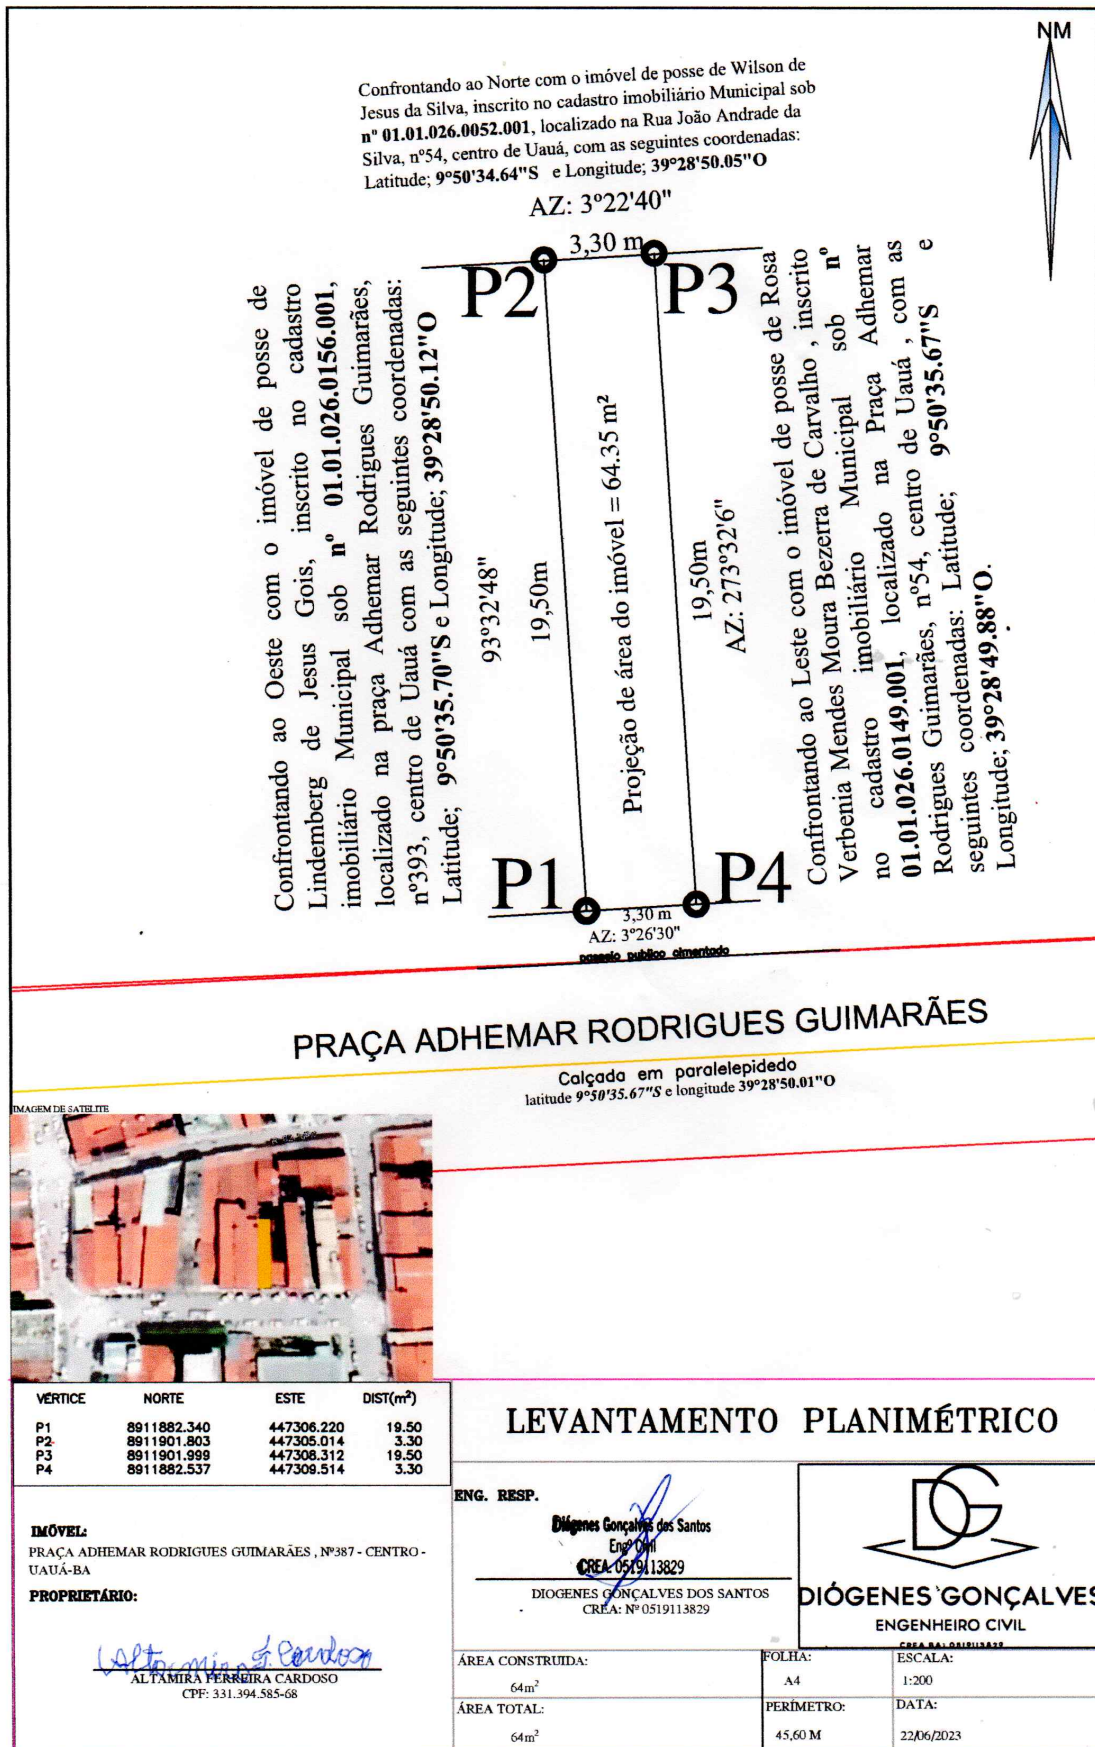 NM
Confrontando ao Norte com o imóvel de posse de Wilson de
Jesus da Silva, inscrito no cadastro imobiliário Municipal sob
nº 01.01.026.0052.001, localizado na Rua João Andrade da
Silva, nº54, centro de Uauá, com as seguintes coordenadas:
Latitude; 9°50'34.64"S e Longitude; 39°28'50.05"O
AZ: 3°22'40"
3,30 m
P2
P3
Confrontando ao Oeste com o imóvel de posse de
Lindemberg de Jesus Gois, inscrito no cadastro
imobiliário Municipal sob nº 01.01.026.0156.001,
localizado na praça Adhemar Rodrigues Guimarães,
nº393, centro de Uauá com as seguintes coordenadas:
Latitude; 9°50'35.70"S e Longitude; 39°28'50.12"O
93°32'48"
19,50m
Projeção de área do imóvel = 64.35 m²
19,50m
AZ: 273°32'6"
Confrontando ao Leste com o imóvel de posse de Rosa
Verbenia Mendes Moura Bezerra de Carvalho , inscrito
no cadastro imobiliário Municipal sob nº
01.01.026.0149.001, localizado na Praça Adhemar
Rodrigues Guimarães, nº54, centro de Uauá , com as
seguintes coordenadas: Latitude; 9°50'35.67"S e
Longitude; 39°28'49.88"O.
P1
P4
3,30 m
AZ: 3°26'30"
passeio publico cimentado
PRAÇA ADHEMAR RODRIGUES GUIMARÃES
Calçada em paralelepidedo
latitude 9°50'35.67"S e longitude 39°28'50.01"O
IMAGEM DE SATELITE
VÉRTICE NORTE ESTE DIST(m²)
P1 8911882.340 447306.220 19.50
P2 8911901.803 447305.014 3.30
P3 8911901.999 447308.312 19.50
P4 8911882.537 447309.514 3.30
LEVANTAMENTO PLANIMÉTRICO
IMÓVEL:
PRAÇA ADHEMAR RODRIGUES GUIMARÃES , Nº387 - CENTRO -
UAUÁ-BA
PROPRIETÁRIO:
Altamira F. Cardoso
ALTAMIRA FERREIRA CARDOSO
CPF: 331.394.585-68
ENG. RESP.
Diógenes Gonçalves dos Santos
Engº Civil
CREA: 0519113829
DIOGENES GONÇALVES DOS SANTOS
CREA: Nº 0519113829
DG
DIÓGENES GONÇALVES
ENGENHEIRO CIVIL
CREA BA: 0519113829
ÁREA CONSTRUIDA:
64m²
FOLHA:
A4
ESCALA:
1:200
ÁREA TOTAL:
64m²
PERÍMETRO:
45,60 M
DATA:
22/06/2023